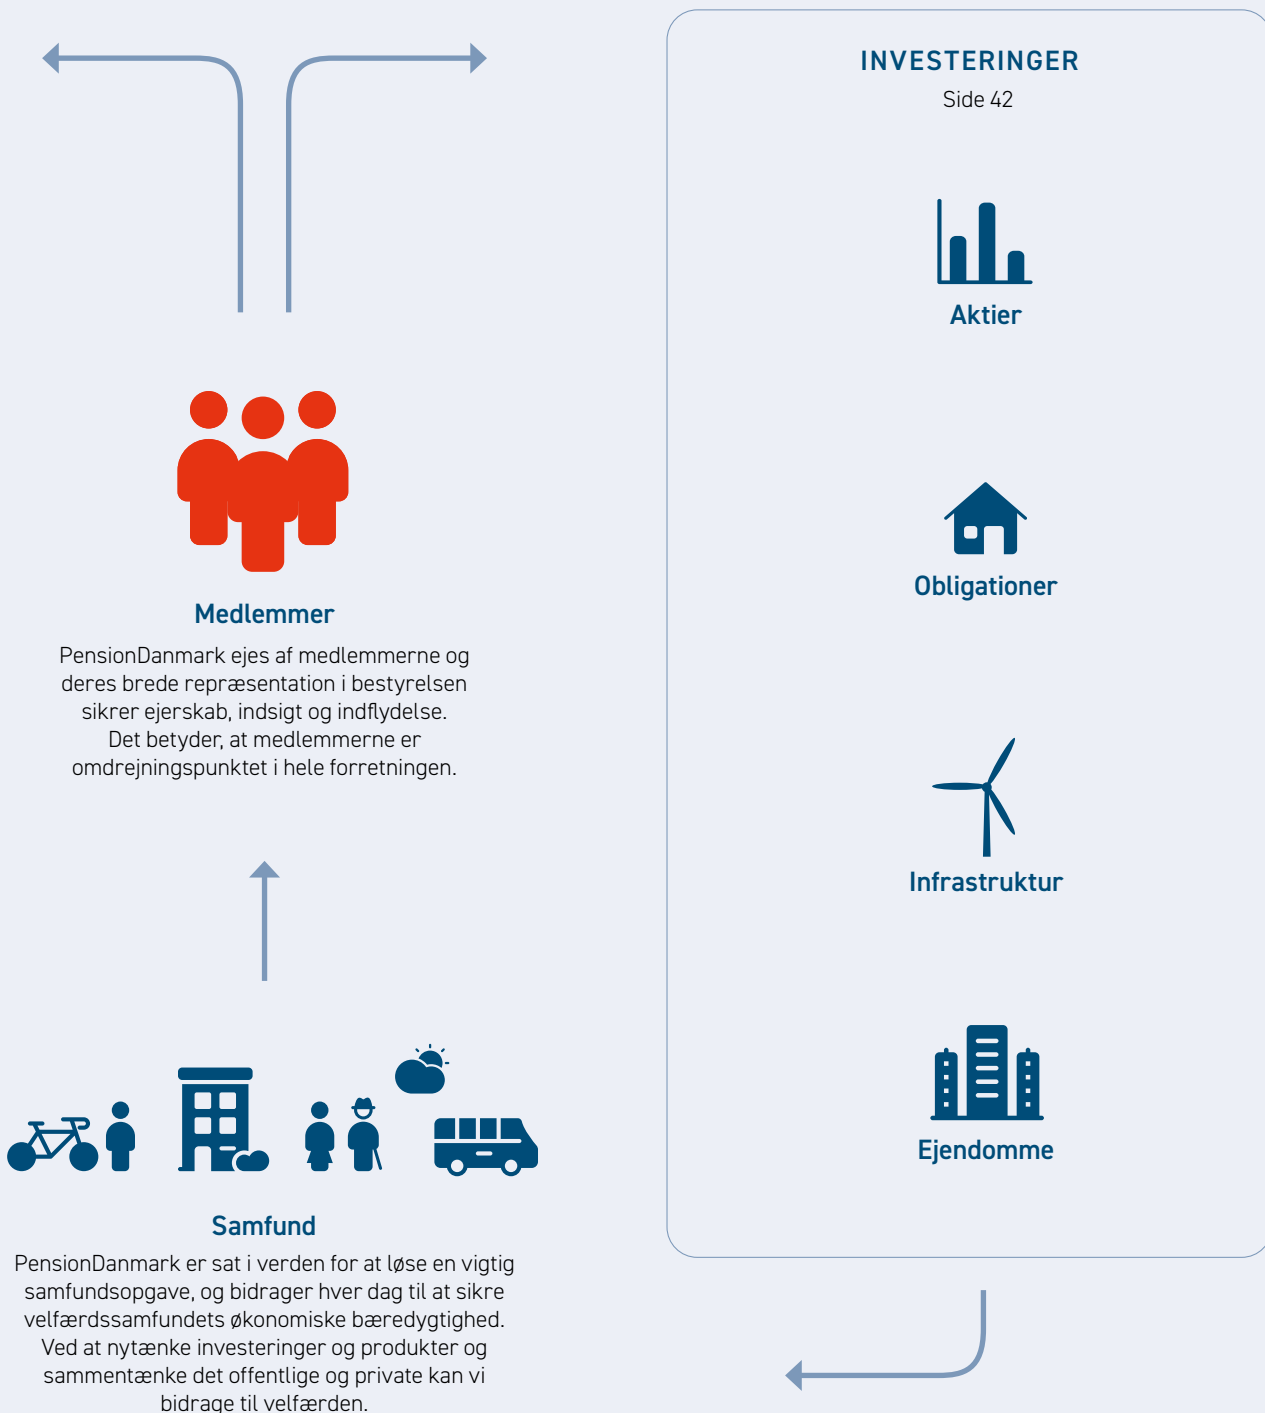 Medlemmer
PensionDanmark ejes af medlemmerne og
deres brede repræsentation i bestyrelsen
sikrer ejerskab, indsigt og indflydelse.
Det betyder, at medlemmerne er
omdrejningspunktet i hele forretningen.
Samfund
PensionDanmark er sat i verden for at løse en vigtig
samfundsopgave, og bidrager hver dag til at sikre
velfærdssamfundets økonomiske bæredygtighed.
Ved at nytænke investeringer og produkter og
sammentænke det offentlige og private kan vi
bidrage til velfærden.
INVESTERINGER
Side 42
Aktier
Obligationer
Infrastruktur
Ejendomme